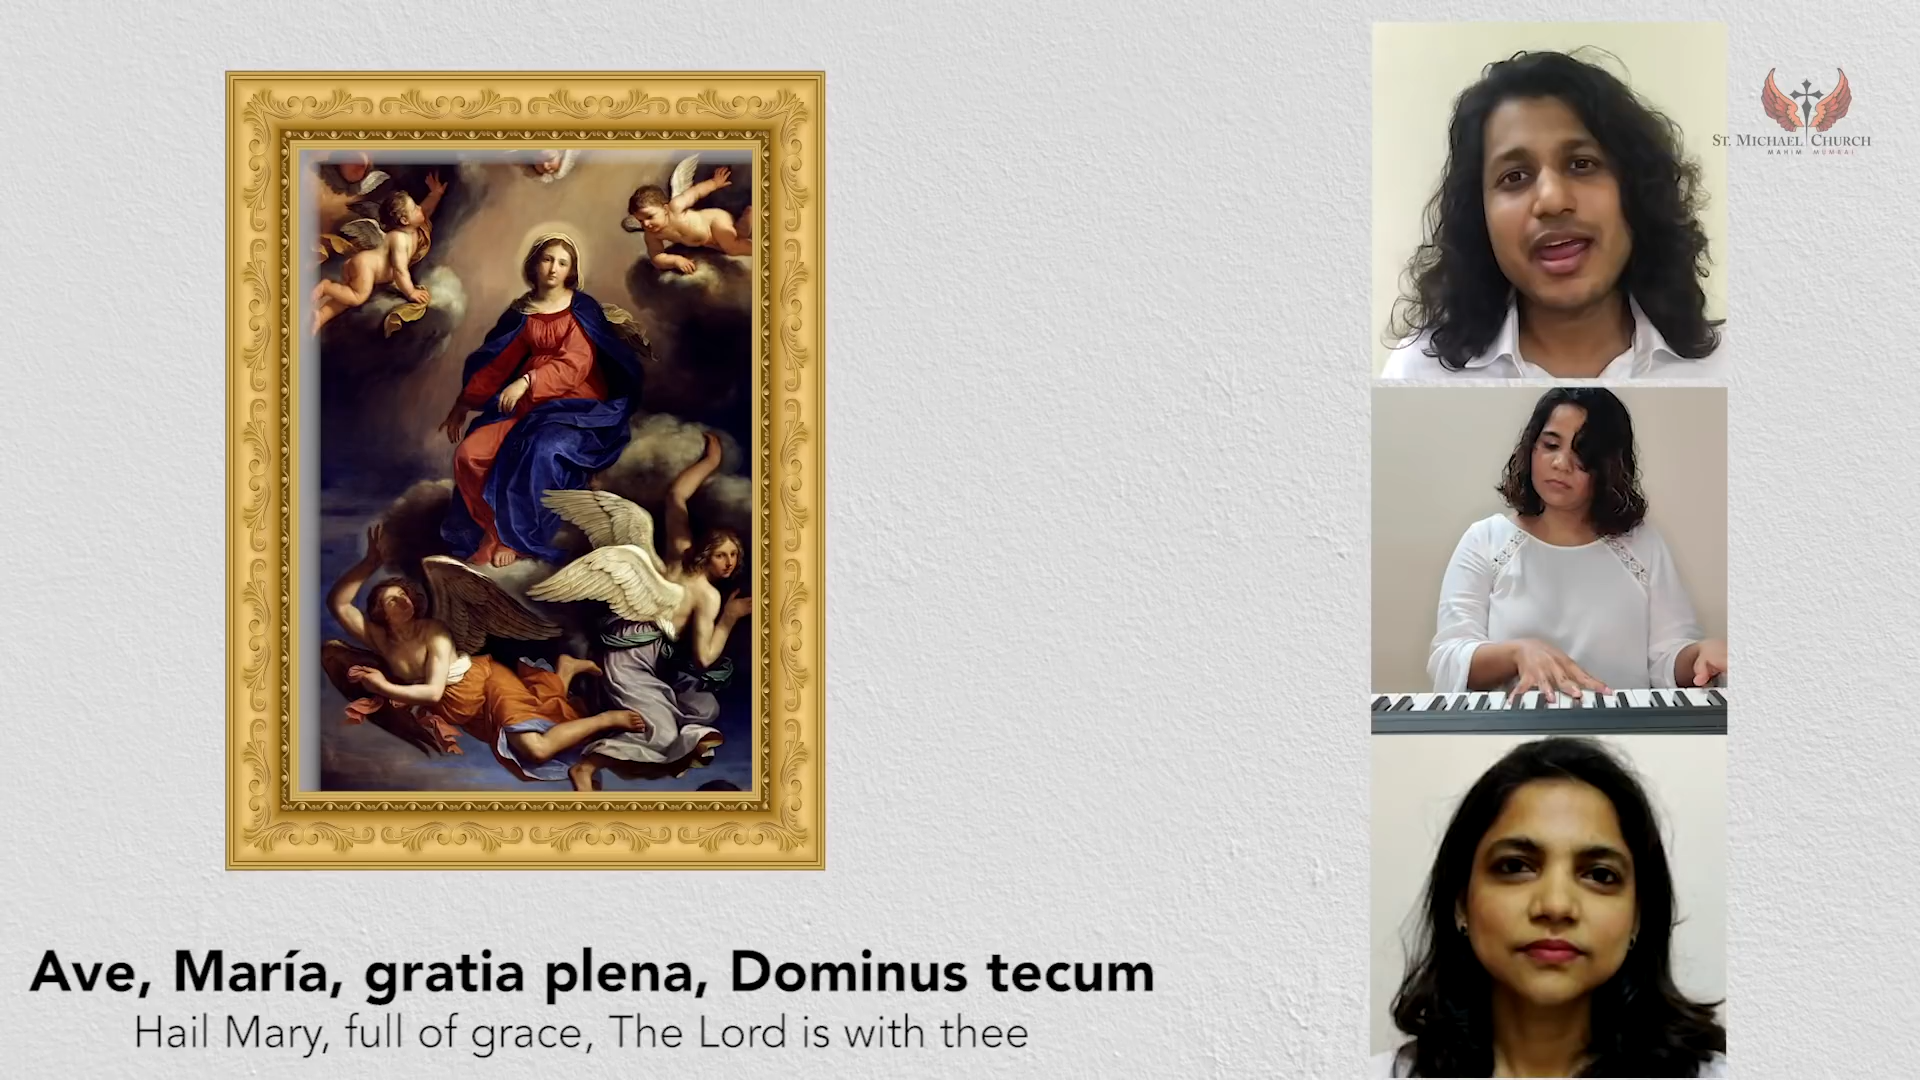 St. Michael Church
MAHIM MUMBAI
Ave, María, gratia plena, Dominus tecum
Hail Mary, full of grace, The Lord is with thee